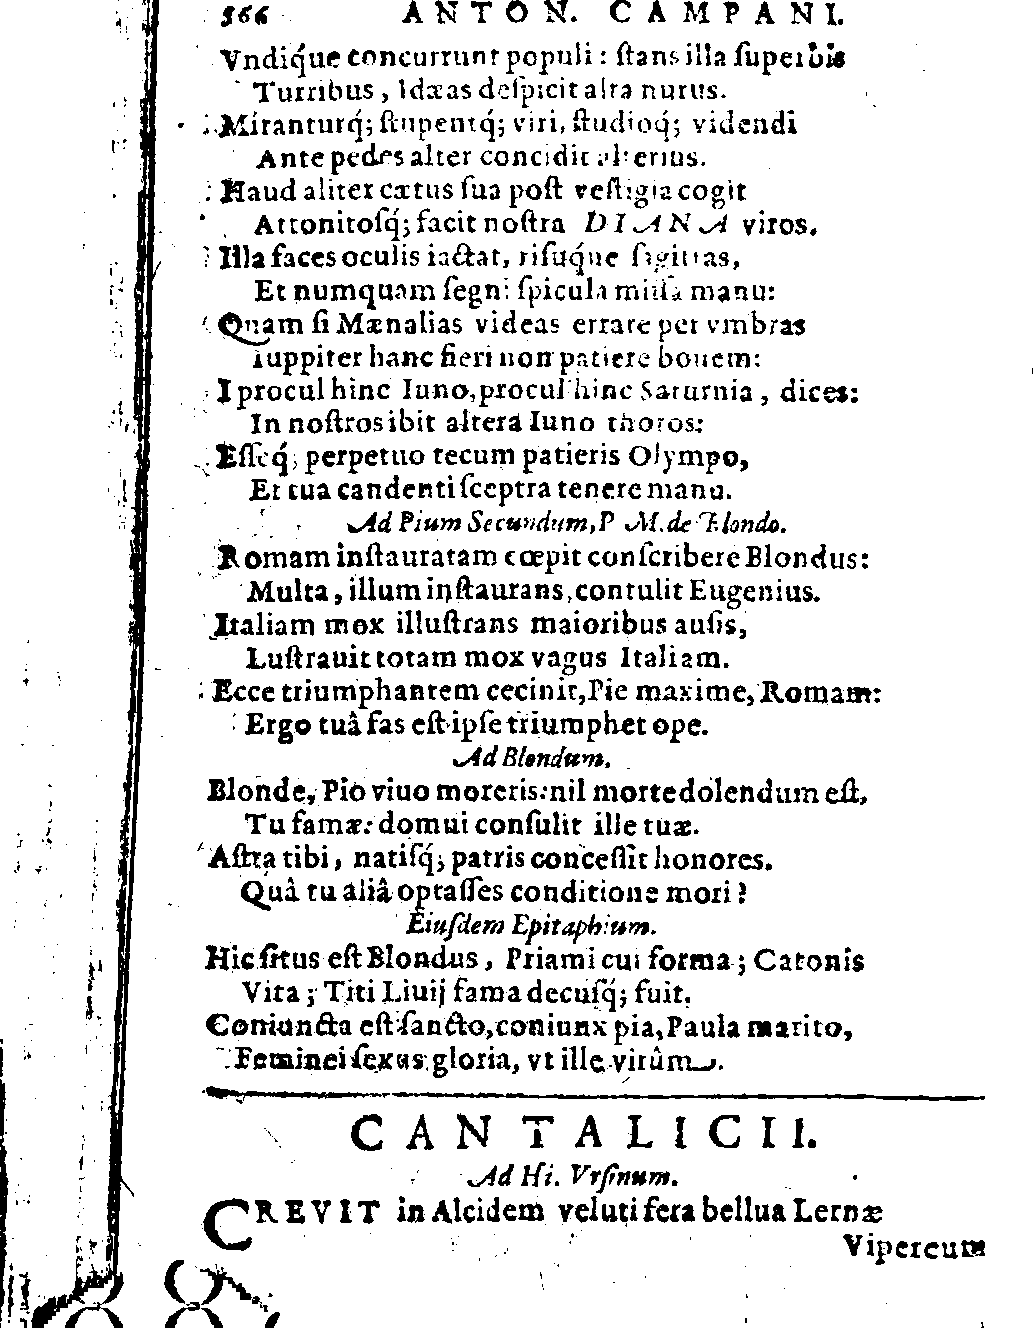 366 ANTON. CAMPANI.
Vndiq́ue concurrunt populi : ſtans illa ſuperbis
Turribus , Idæas deſpicit alta nurus.
Miranturq́; ſtupentq́; viri, ſtudioq́; videndi
Ante pedes alter concidit alterius.
Haud aliter cætus ſua poſt veſtigia cogit
Attonitoſq́; facit noſtra DIANA viros.
Illa faces oculis iactat, riſuq́ue ſagittas,
Et numquam ſegni ſpicula miſſa manu:
Quam ſi Mænalias videas errare per vmbras
Iuppiter hanc fieri non patiere bouem:
I procul hinc Iuno, procul hinc Saturnia , dices:
In noſtros ibit altera Iuno thoros:
Eſſeq́; perpetuo tecum patieris Olympo,
Et tua candenti ſceptra tenere manu.
Ad Pium Secundum, P M. de Blondo.
Romam inſtauratam cœpit conſcribere Blondus:
Multa , illum inſtaurans, contulit Eugenius.
Italiam mox illuſtrans maioribus auſis,
Luſtrauit totam mox vagus Italiam.
Ecce triumphantem cecinit, Pie maxime, Romam:
Ergo tuâ fas eſt ipſe triumphet ope.
Ad Blondum.
Blonde, Pio viuo moreris: nil morte dolendum eſt,
Tu famæ: domui conſulit ille tuæ.
Aſtra tibi , natiſq́; patris conceſſit honores.
Quâ tu aliâ optaſſes conditione mori?
Eiuſdem Epitaphium.
Hic ſitus eſt Blondus , Priami cui forma ; Catonis
Vita ; Titi Liuij fama decuſq́; fuit.
Coniuncta eſt ſancto, coniunx pia, Paula marito,
Feminei ſexus gloria, vt ille virûm.
CANTALICII.
Ad Hi. Vrſinum.
CREVIT in Alcidem veluti fera bellua Lernæ
Vipereum